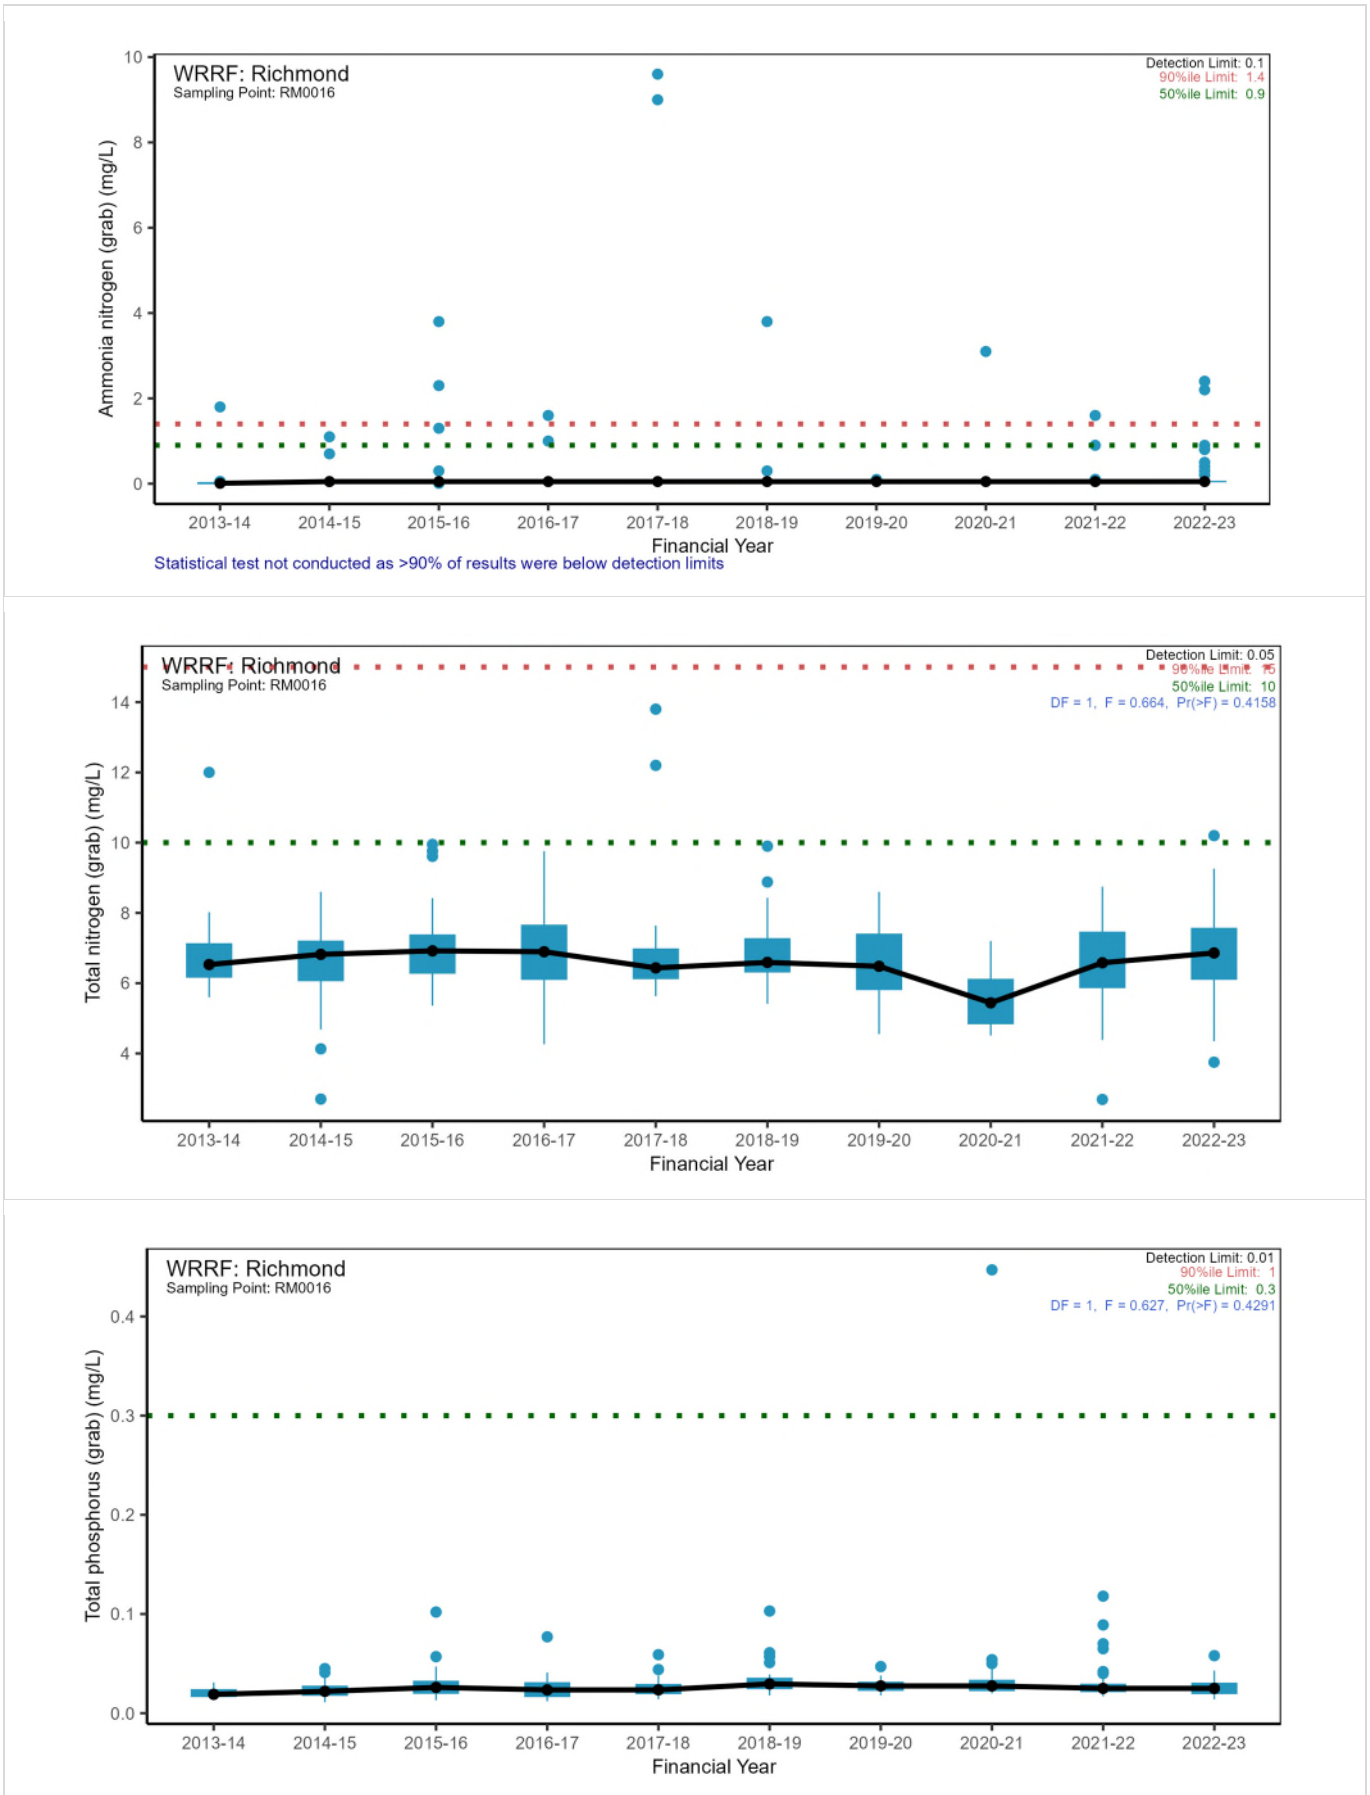 WRRF: Richmond
Sampling Point: RM0016
Detection Limit: 0.1
90%ile Limit: 1.4
50%ile Limit: 0.9
Ammonia nitrogen (grab) (mg/L)
10
8
6
4
2
0
2013-14 2014-15 2015-16 2016-17 2017-18 2018-19 2019-20 2020-21 2021-22 2022-23
Financial Year
Statistical test not conducted as >90% of results were below detection limits
WRRF: Richmond
Sampling Point: RM0016
Detection Limit: 0.05
90%ile Limit: 15
50%ile Limit: 10
DF = 1, F = 0.664, Pr(>F) = 0.4158
Total nitrogen (grab) (mg/L)
14
12
10
8
6
4
2013-14 2014-15 2015-16 2016-17 2017-18 2018-19 2019-20 2020-21 2021-22 2022-23
Financial Year
WRRF: Richmond
Sampling Point: RM0016
Detection Limit: 0.01
90%ile Limit: 1
50%ile Limit: 0.3
DF = 1, F = 0.627, Pr(>F) = 0.4291
Total phosphorus (grab) (mg/L)
0.4
0.3
0.2
0.1
0.0
2013-14 2014-15 2015-16 2016-17 2017-18 2018-19 2019-20 2020-21 2021-22 2022-23
Financial Year